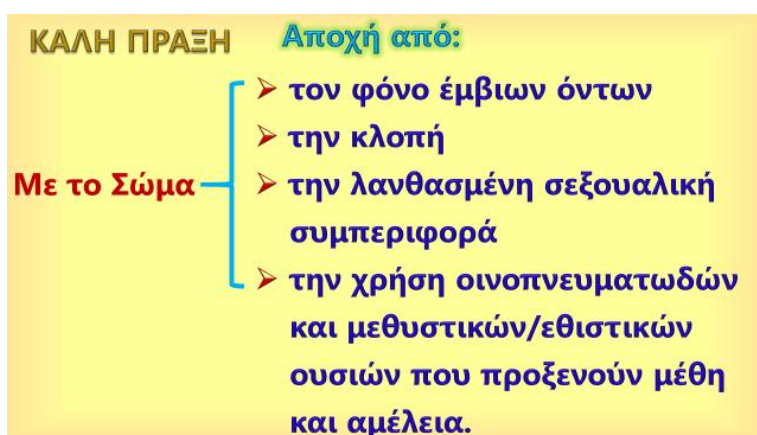 ΚΑΛΗ ΠΡΑΞΗ Αποχή από:
➢ τον φόνο έμβιων όντων
➢ την κλοπή
Με το Σώμα ➢ την λανθασμένη σεξουαλική
συμπεριφορά
➢ την χρήση οινοπνευματωδών
και μεθυστικών/εθιστικών
ουσιών που προξενούν μέθη
και αμέλεια.